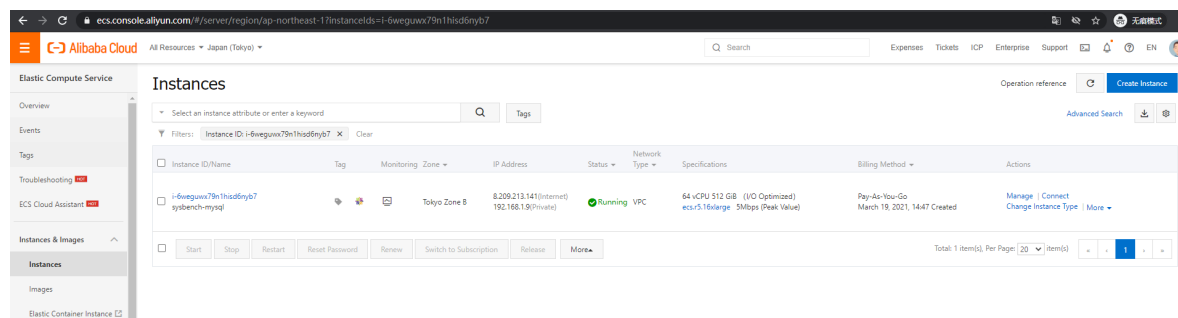 ecs.console.aliyun.com/#/server/region/ap-northeast-1?instanceIds=i-6weguwx79n1hisd6nyb7
无痕模式
Alibaba Cloud
All Resources
Japan (Tokyo)
Search
Expenses Tickets ICP Enterprise Support EN
Elastic Compute Service
Overview
Events
Tags
Troubleshooting HOT
ECS Cloud Assistant HOT
Instances & Images
Instances
Images
Elastic Container Instance
Instances
Operation reference
Create Instance
Select an instance attribute or enter a keyword
Tags
Advanced Search
Filters: Instance ID: i-6weguwx79n1hisd6nyb7 X Clear
Instance ID/Name Tag Monitoring Zone IP Address Status Network Type Specifications Billing Method Actions
i-6weguwx79n1hisd6nyb7
sysbench-mysql
Tokyo Zone B
8.209.213.141(Internet)
192.168.1.9(Private)
Running VPC
64 vCPU 512 GiB (I/O Optimized)
ecs.r5.16xlarge 5Mbps (Peak Value)
Pay-As-You-Go
March 19, 2021, 14:47 Created
Manage | Connect
Change Instance Type | More
Start Stop Restart Reset Password Renew Switch to Subscription Release More
Total: 1 item(s), Per Page: 20 item(s) « ‹ 1 › »